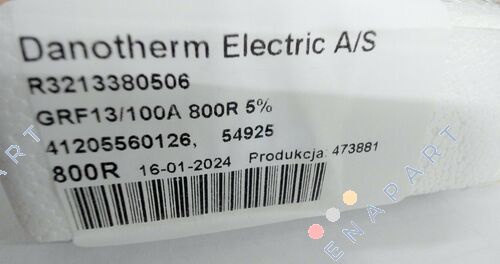 Danotherm Electric A/S
R3213380506
GRF13/100A 800R 5%
41205560126, 54925
800R 16-01-2024 Produkcja: 473881
ENAPART